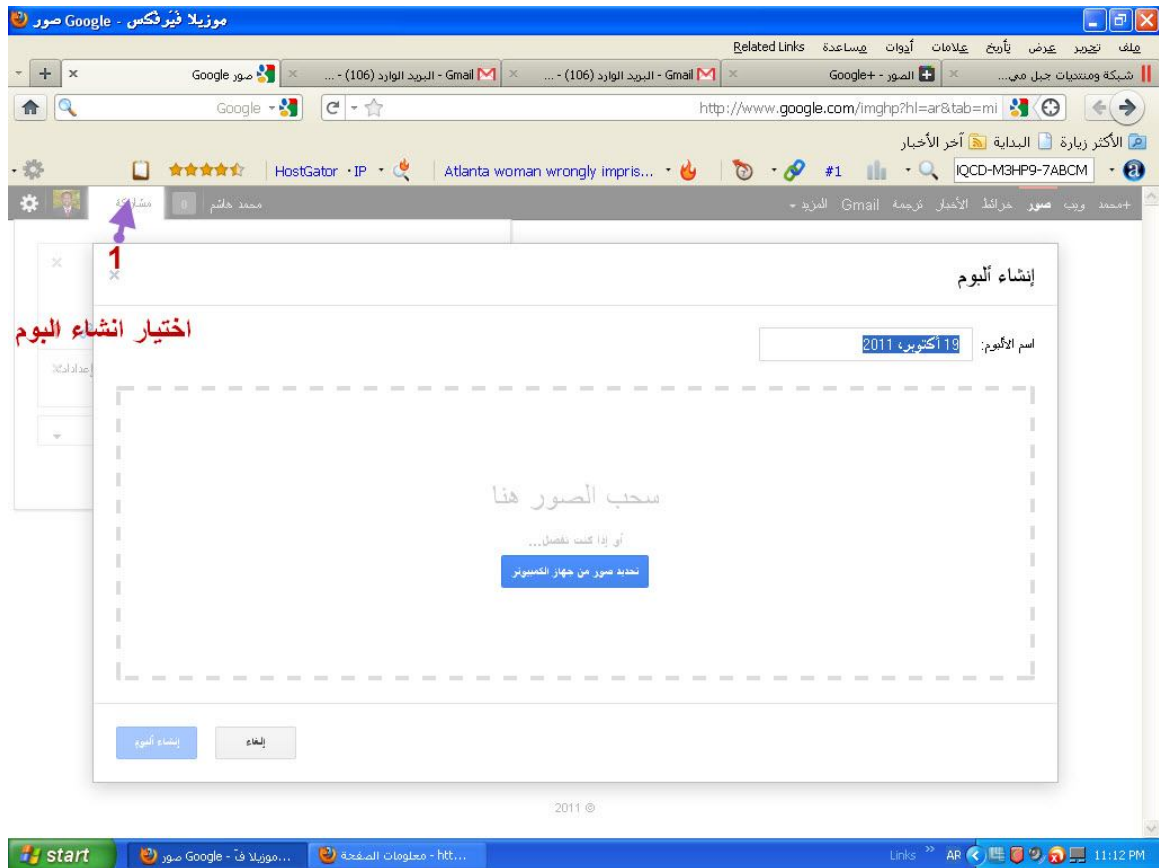 موزيلا فَيَرفُكس - Google صور
ملف تحرير عرض تأريخ علامات أدوات مساعدة Related Links
شبكة ومنتديات جبل مي...
الصور - Google+
Gmail - البريد الوارد (106) - ...
Gmail - البريد الوارد (106) - ...
صور Google
http://www.google.com/imghp?hl=ar&tab=mi
Google
الأكثر زيارة البداية آخر الأخبار
IQCD-M3HP9-7ABCM
#1
Atlanta woman wrongly impris...
HostGator · IP
+محمد ويب صور خرائط الأخبار ترجمة Gmail المزيد
محمد هاشم 0 مشاركة
1
اختيار انشاء البوم
إنشاء ألبوم
اسم الألبوم: 19 أكتوبر، 2011
سحب الصور هنا
أو إذا كنت تفضل...
تحديد صور من جهاز الكمبيوتر
إلغاء
إنشاء ألبوم
2011 ©
start
موزيلا فَ - Google صور...
معلومات الصفحة - htt...
Links
AR
11:12 PM